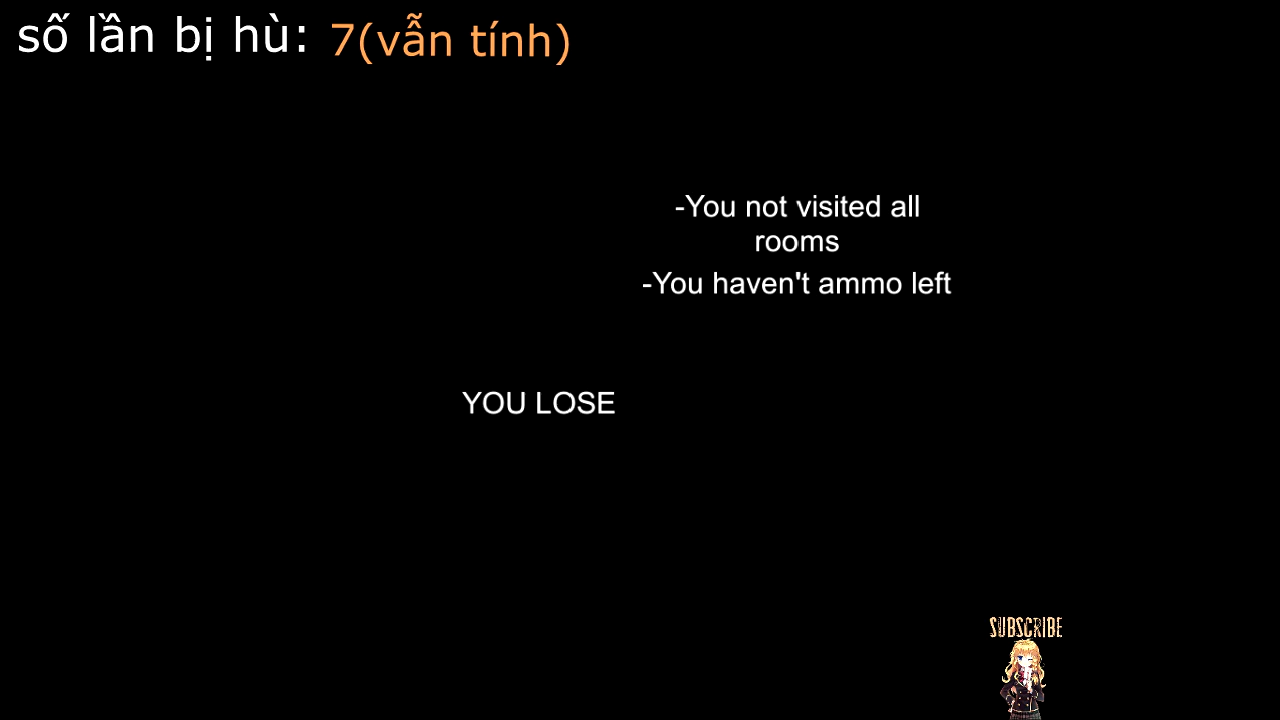 số lần bị hù: 7(vẫn tính)
-You not visited all
rooms
-You haven't ammo left
YOU LOSE
SUBSCRIBE